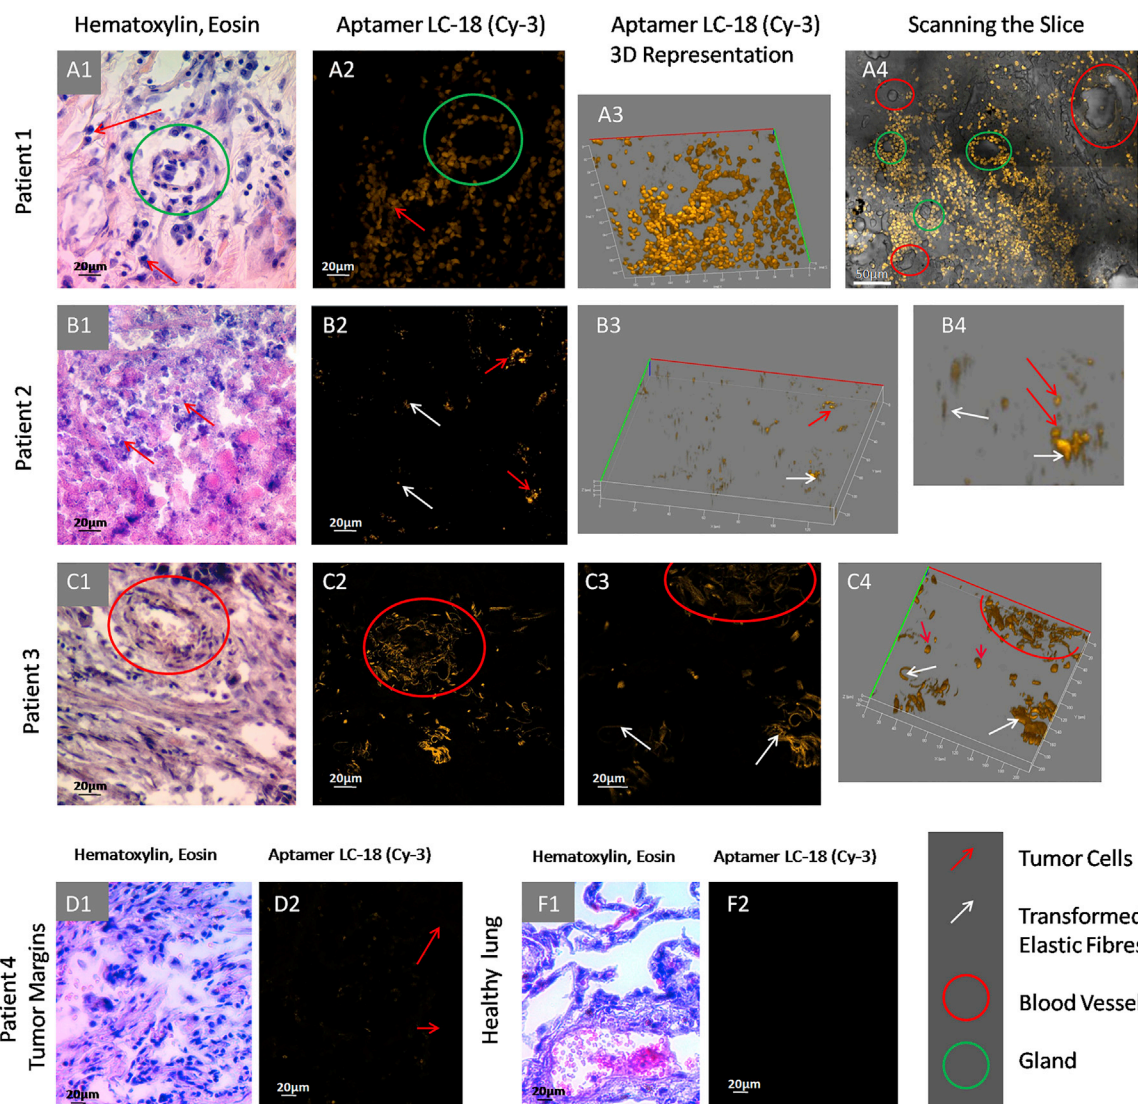 Hematoxylin, Eosin
Aptamer LC-18 (Cy-3)
Aptamer LC-18 (Cy-3)
3D Representation
Scanning the Slice
Patient 1
A1
20µm
A2
20µm
A3
A4
50µm
Patient 2
B1
20µm
B2
20µm
B3
B4
Patient 3
C1
20µm
C2
20µm
C3
20µm
C4
Hematoxylin, Eosin
Aptamer LC-18 (Cy-3)
Hematoxylin, Eosin
Aptamer LC-18 (Cy-3)
Patient 4
Tumor Margins
D1
20µm
D2
20µm
Healthy lung
F1
20µm
F2
20µm
Tumor Cells
Transformed
Elastic Fibres
Blood Vessel
Gland